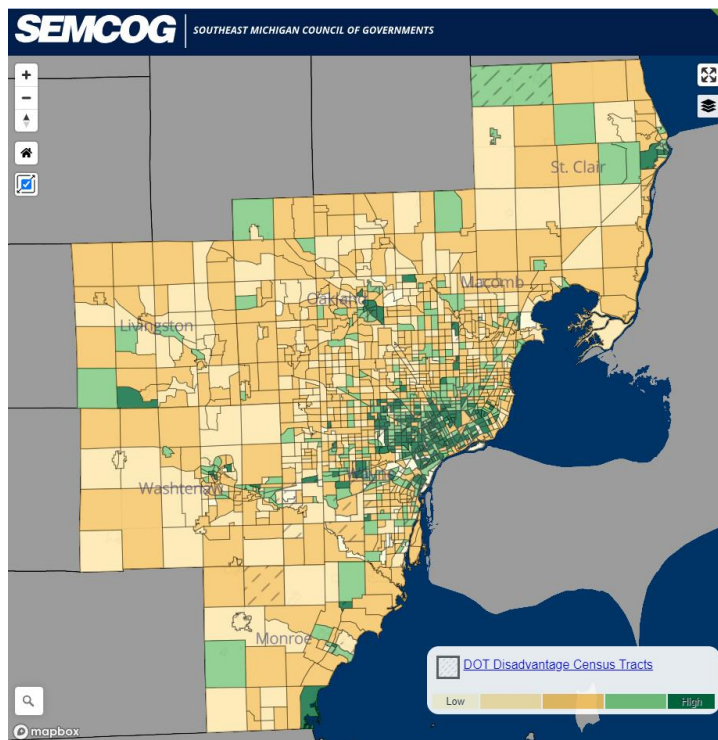 SEMCOG
SOUTHEAST MICHIGAN COUNCIL OF GOVERNMENTS
St. Clair
Macomb
Oakland
Livingston
Wayne
Washtenaw
Monroe
DOT Disadvantage Census Tracts
Low
High
mapbox